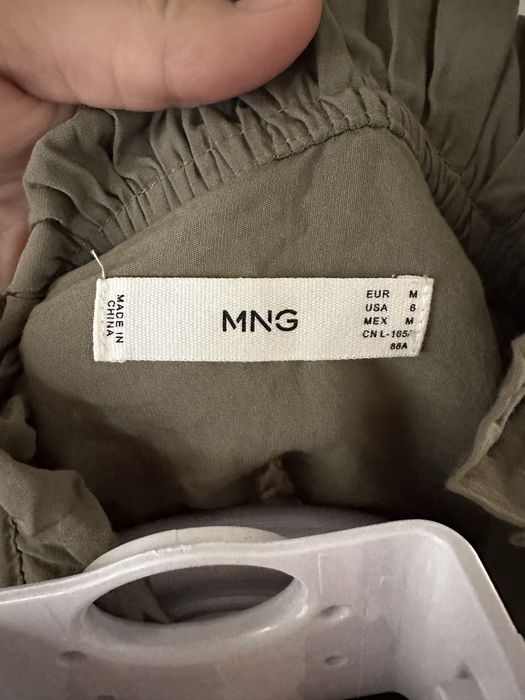 MADE IN
CHINA
MNG
EUR M
USA 6
MEX M
CN L-165/
88A